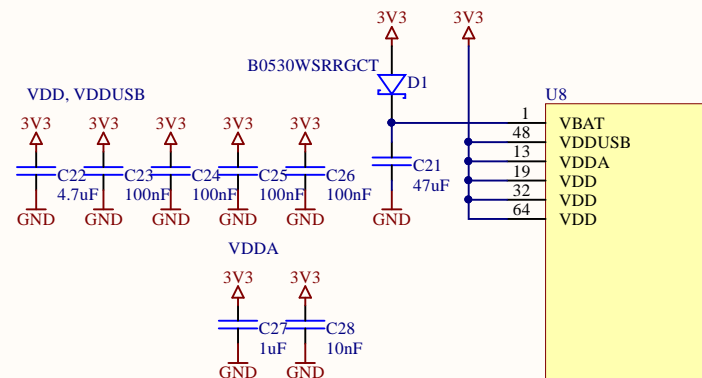 3V3 3V3
B0530WSRRGCT D1
VDD, VDDUSB U8
3V3 3V3 3V3 3V3 3V3 1 VBAT
48 VDDUSB
13 VDDA
C22 C23 C24 C25 C26 C21 19 VDD
4.7uF 100nF 100nF 100nF 100nF 47uF 32 VDD
GND GND GND GND GND GND 64 VDD
VDDA
3V3 3V3
C27 C28
1uF 10nF
GND GND